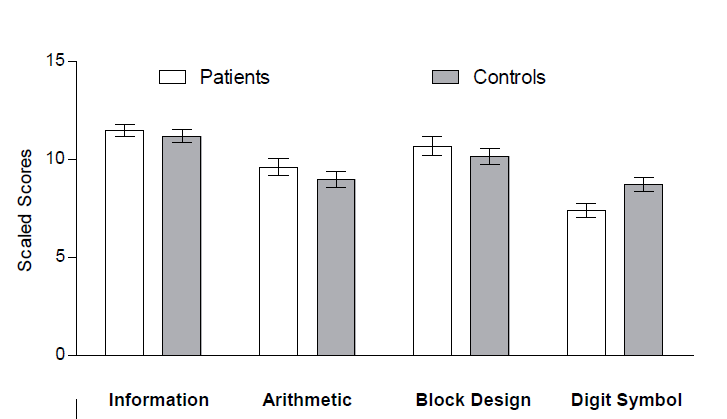 15
Patients
Controls
10
Scaled Scores
5
0
Information
Arithmetic
Block Design
Digit Symbol